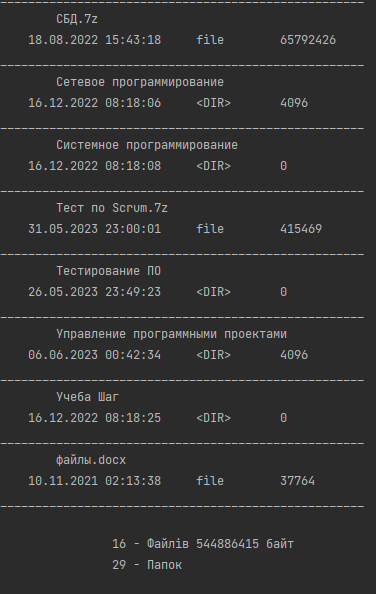 СБД.7z
18.08.2022 15:43:18 file 65792426
Сетевое программирование
16.12.2022 08:18:06 <DIR> 4096
Системное программирование
16.12.2022 08:18:08 <DIR> 0
Тест по Scrum.7z
31.05.2023 23:00:01 file 415469
Тестирование ПО
26.05.2023 23:49:23 <DIR> 0
Управление программными проектами
06.06.2023 00:42:34 <DIR> 4096
Учеба Шаг
16.12.2022 08:18:25 <DIR> 0
файлы.docx
10.11.2021 02:13:38 file 37764
16 - Файлів 544886415 байт
29 - Папок